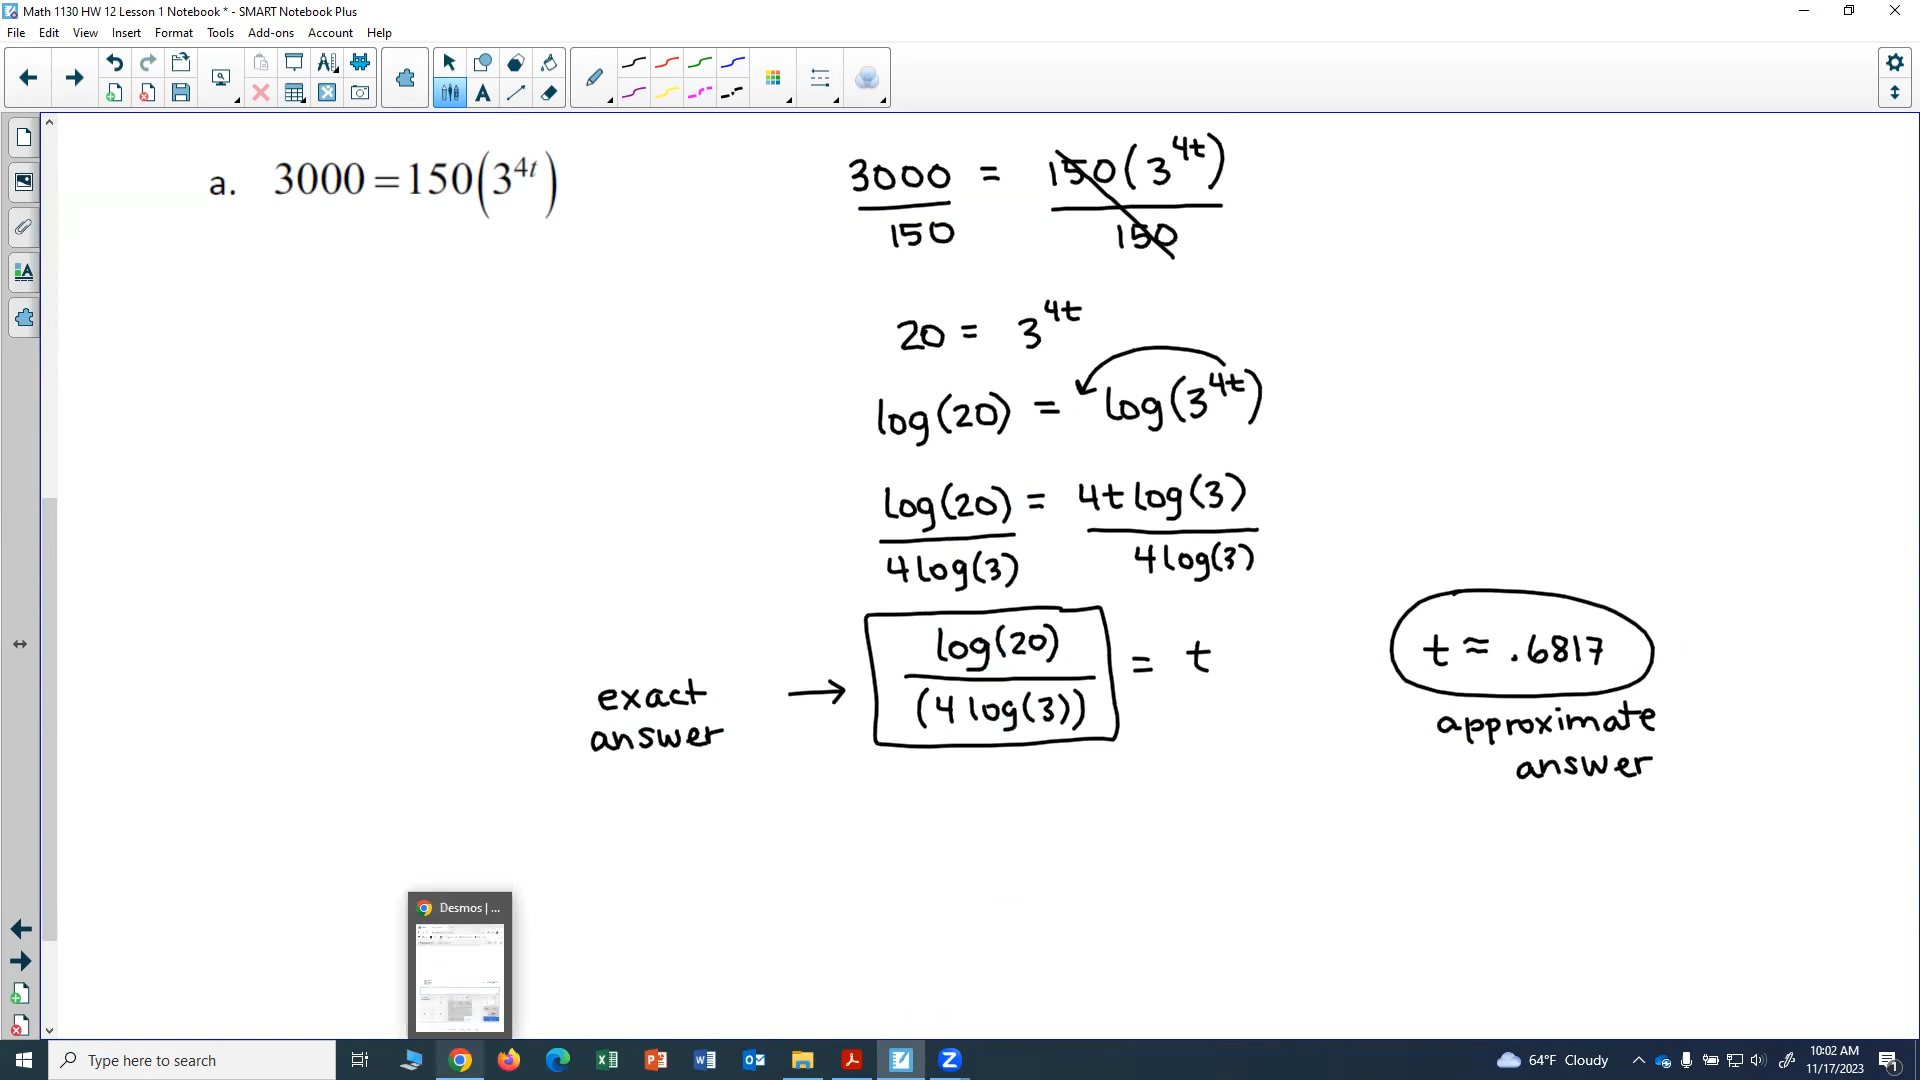 Math 1130 HW 12 Lesson 1 Notebook * - SMART Notebook Plus
File Edit View Insert Format Tools Add-ons Account Help
a. 3000 = 150(3^{4t})
3000 / 150 = 150(3^{4t}) / 150
20 = 3^{4t}
log(20) = log(3^{4t})
log(20) / 4log(3) = 4t log(3) / 4log(3)
exact
answer
→ log(20) / (4 log(3)) = t
t ≈ .6817
approximate
answer
Desmos | ...
Type here to search
64°F Cloudy
10:02 AM
11/17/2023
1